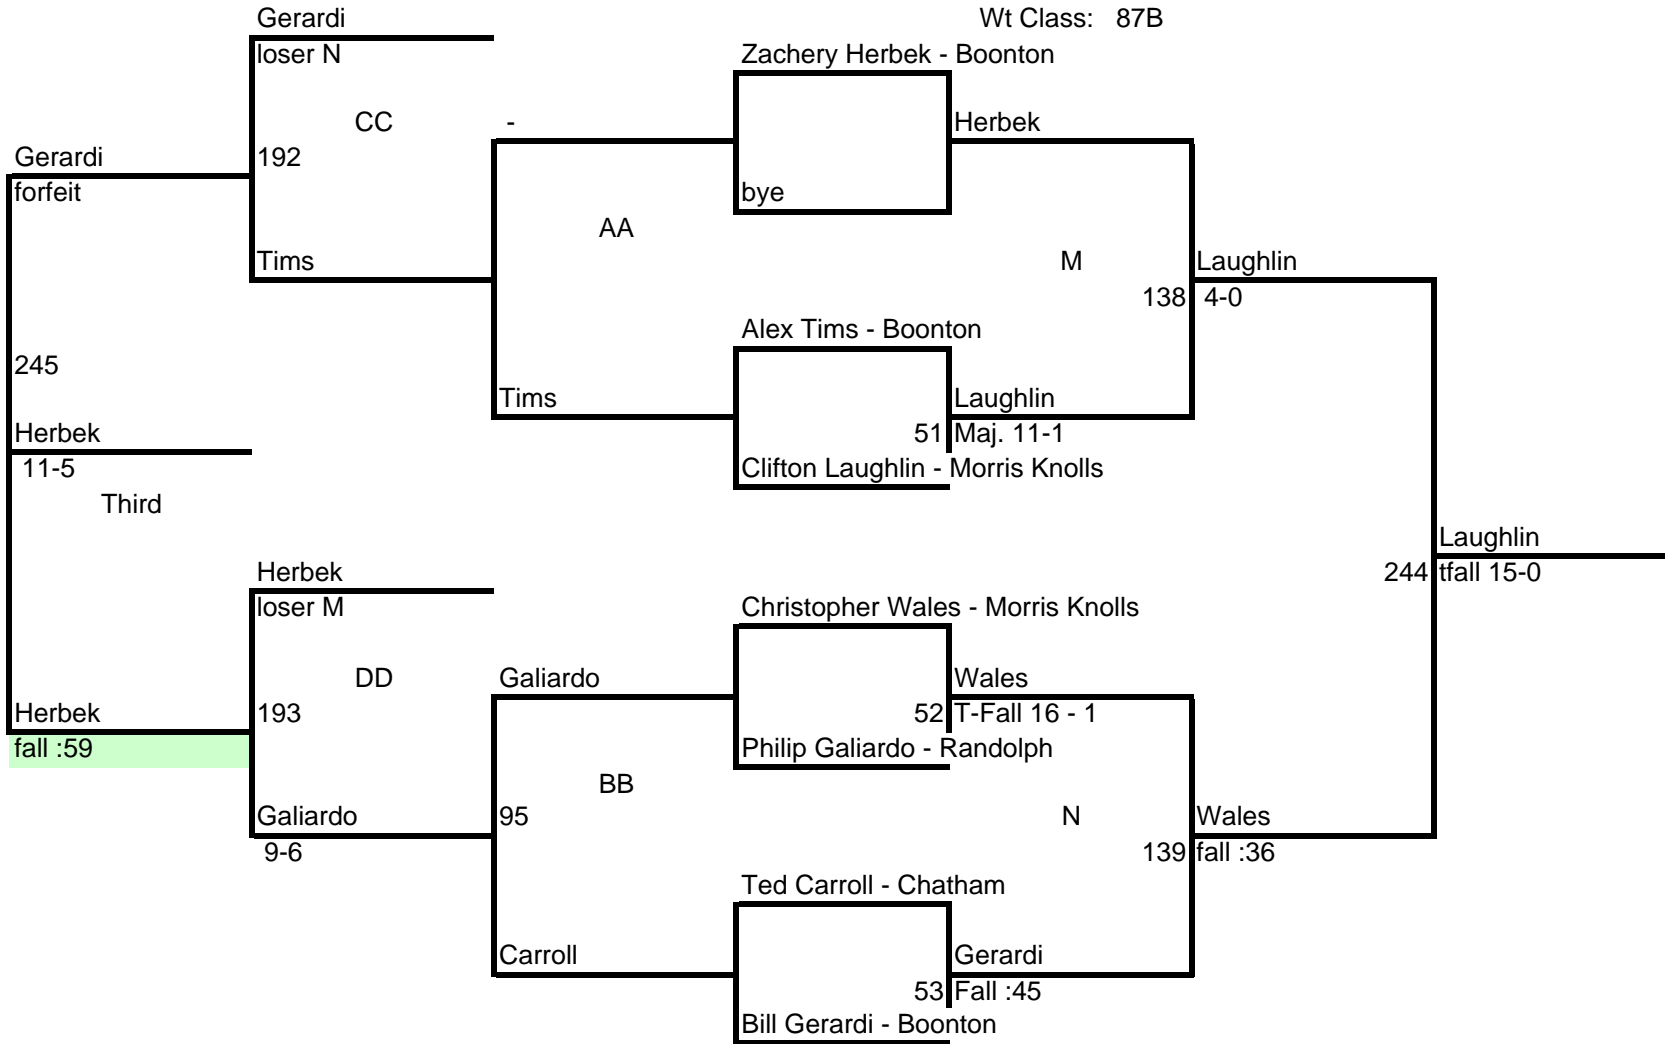 Gerardi
Wt Class: 87B
loser N
Zachery Herbek - Boonton
CC
-
Herbek
Gerardi
192
forfeit
bye
AA
Tims
M
Laughlin
138
4-0
Alex Tims - Boonton
245
Tims
Laughlin
Herbek
51
Maj. 11-1
11-5
Clifton Laughlin - Morris Knolls
Third
Laughlin
Herbek
244
tfall 15-0
loser M
Christopher Wales - Morris Knolls
DD
Galiardo
Wales
Herbek
193
52
T-Fall 16 - 1
fall :59
Philip Galiardo - Randolph
BB
Galiardo
95
N
Wales
9-6
139
fall :36
Ted Carroll - Chatham
Carroll
Gerardi
53
Fall :45
Bill Gerardi - Boonton